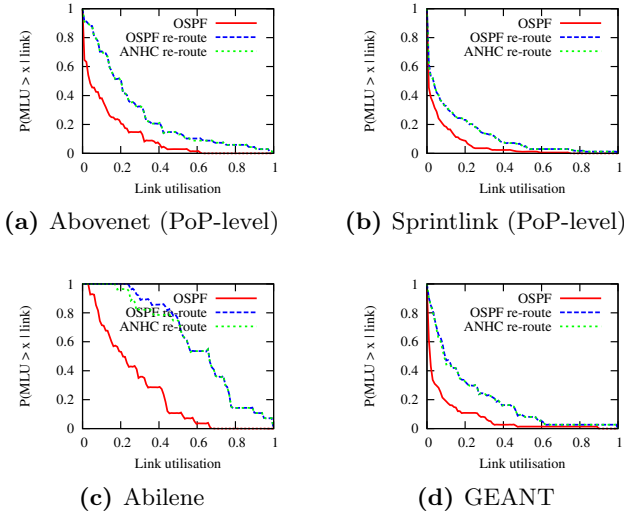 OSPF
OSPF re-route
ANHC re-route
P(MLU > x | link)
1
0.8
0.6
0.4
0.2
0
0 0.2 0.4 0.6 0.8 1
Link utilisation
(a) Abovenet (PoP-level)
OSPF
OSPF re-route
ANHC re-route
P(MLU > x | link)
1
0.8
0.6
0.4
0.2
0
0 0.2 0.4 0.6 0.8 1
Link utilisation
(b) Sprintlink (PoP-level)
OSPF
OSPF re-route
ANHC re-route
P(MLU > x | link)
1
0.8
0.6
0.4
0.2
0
0 0.2 0.4 0.6 0.8 1
Link utilisation
(c) Abilene
OSPF
OSPF re-route
ANHC re-route
P(MLU > x | link)
1
0.8
0.6
0.4
0.2
0
0 0.2 0.4 0.6 0.8 1
Link utilisation
(d) GEANT